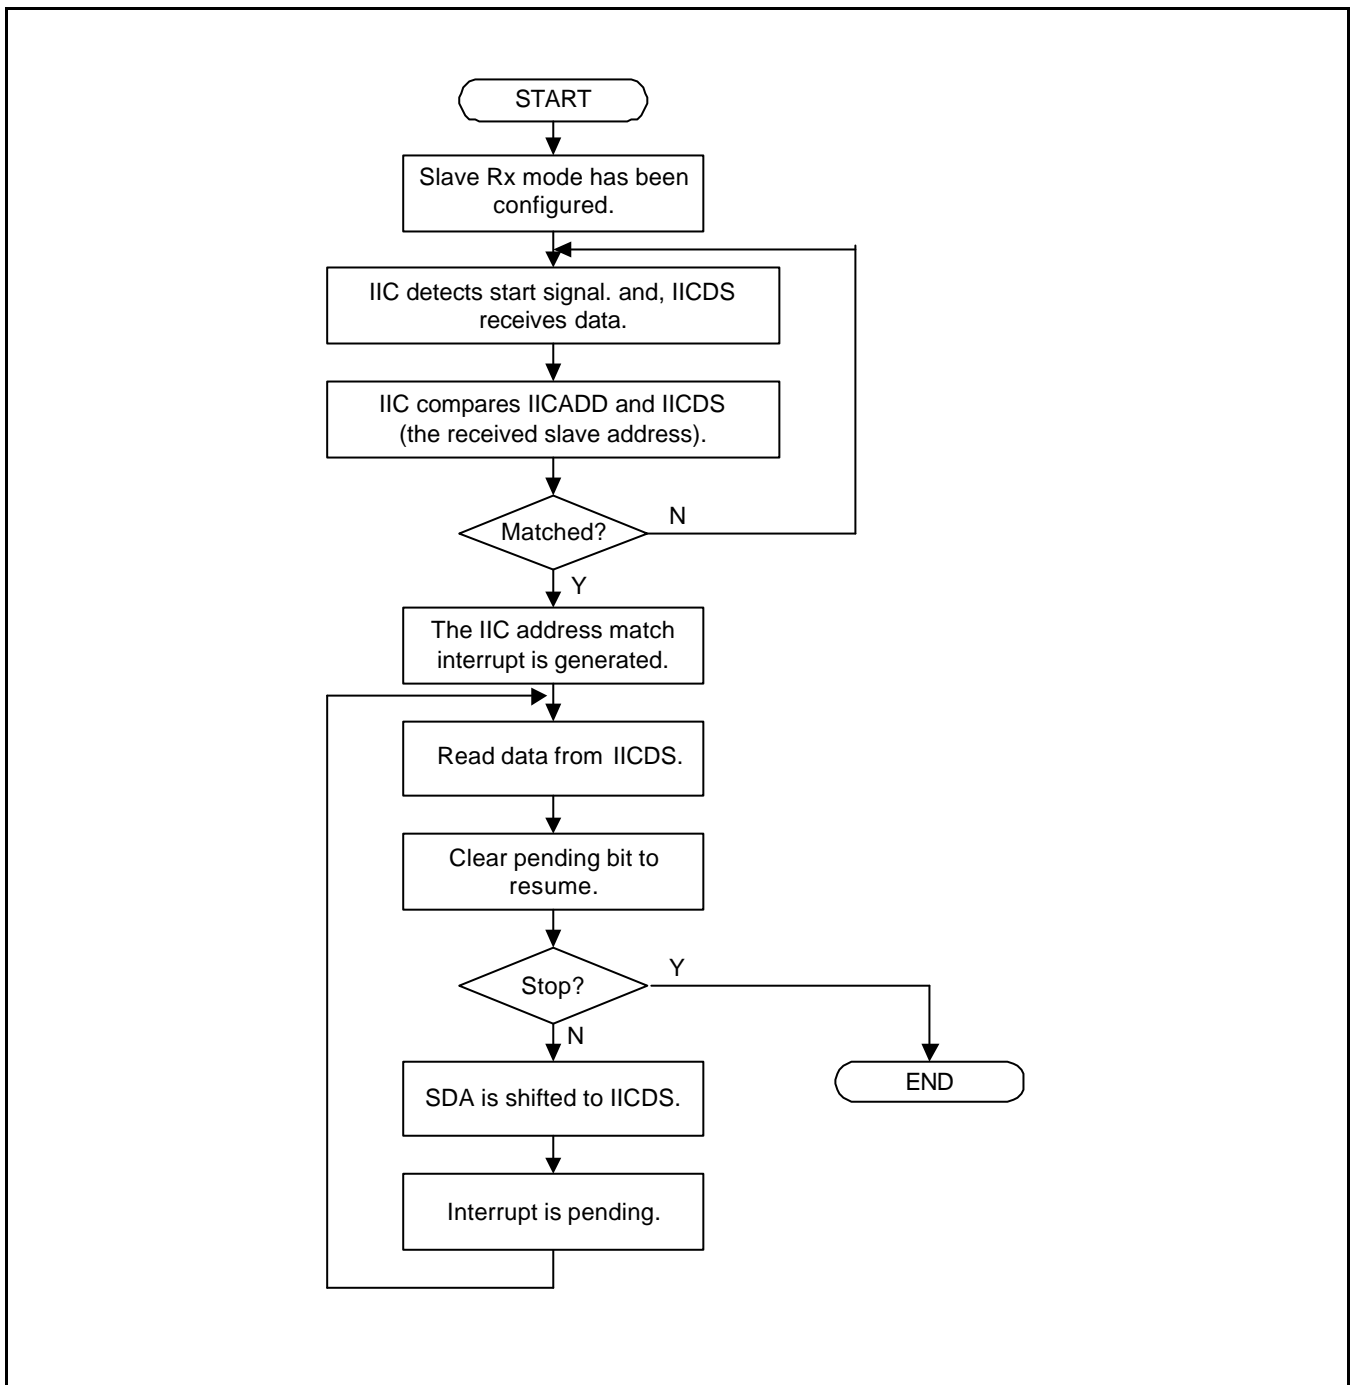 START
Slave Rx mode has been
configured.
IIC detects start signal. and, IICDS
receives data.
IIC compares IICADD and IICDS
(the received slave address).
Matched?
N
Y
The IIC address match
interrupt is generated.
Read data from IICDS.
Clear pending bit to
resume.
Stop?
Y
N
SDA is shifted to IICDS.
END
Interrupt is pending.